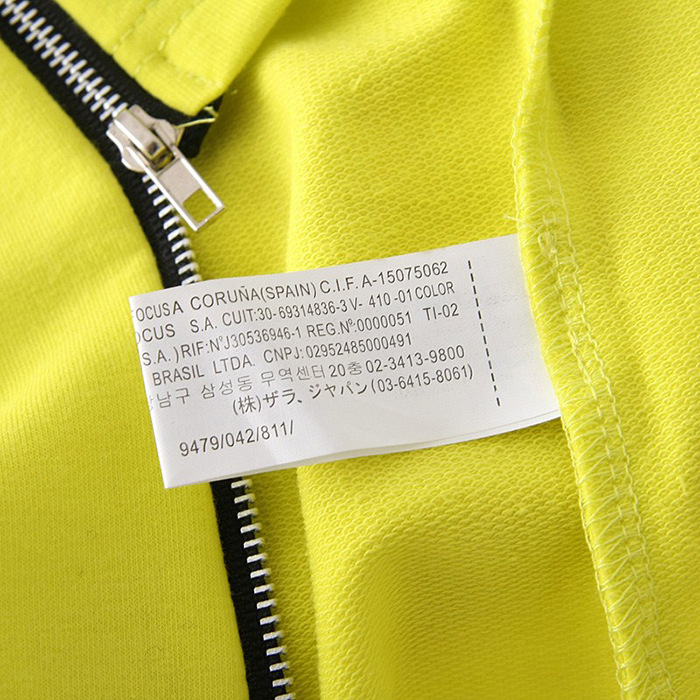 FOCUSA CORUÑA(SPAIN) C.I.F. A-15075062
OCUS S.A. CUIT:30-69314836-3 V- 410 -01 COLOR
S.A.) RIF:NºJ30536946-1 REG.Nº:0000051 TI-02
BRASIL LTDA. CNPJ: 02952485000491
강남구 삼성동 무역센터 20층 02-3413-9800
(株)ザラ、ジャパン (03-6415-8061)
9479/042/811/